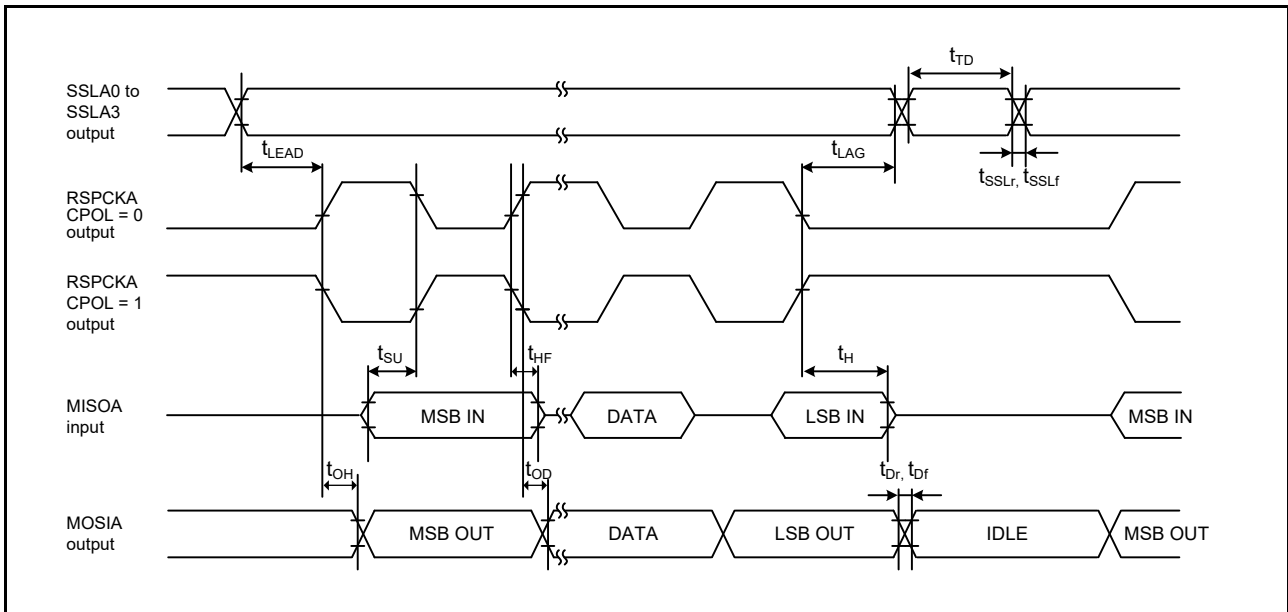 SSLA0 to
SSLA3
output
tTD
tLEAD
tLAG
tSSLr, tSSLf
RSPCKA
CPOL = 0
output
RSPCKA
CPOL = 1
output
tSU
tHF
tH
MISOA
input
MSB IN
DATA
LSB IN
MSB IN
tOH
tOD
tDr, tDf
MOSIA
output
MSB OUT
DATA
LSB OUT
IDLE
MSB OUT